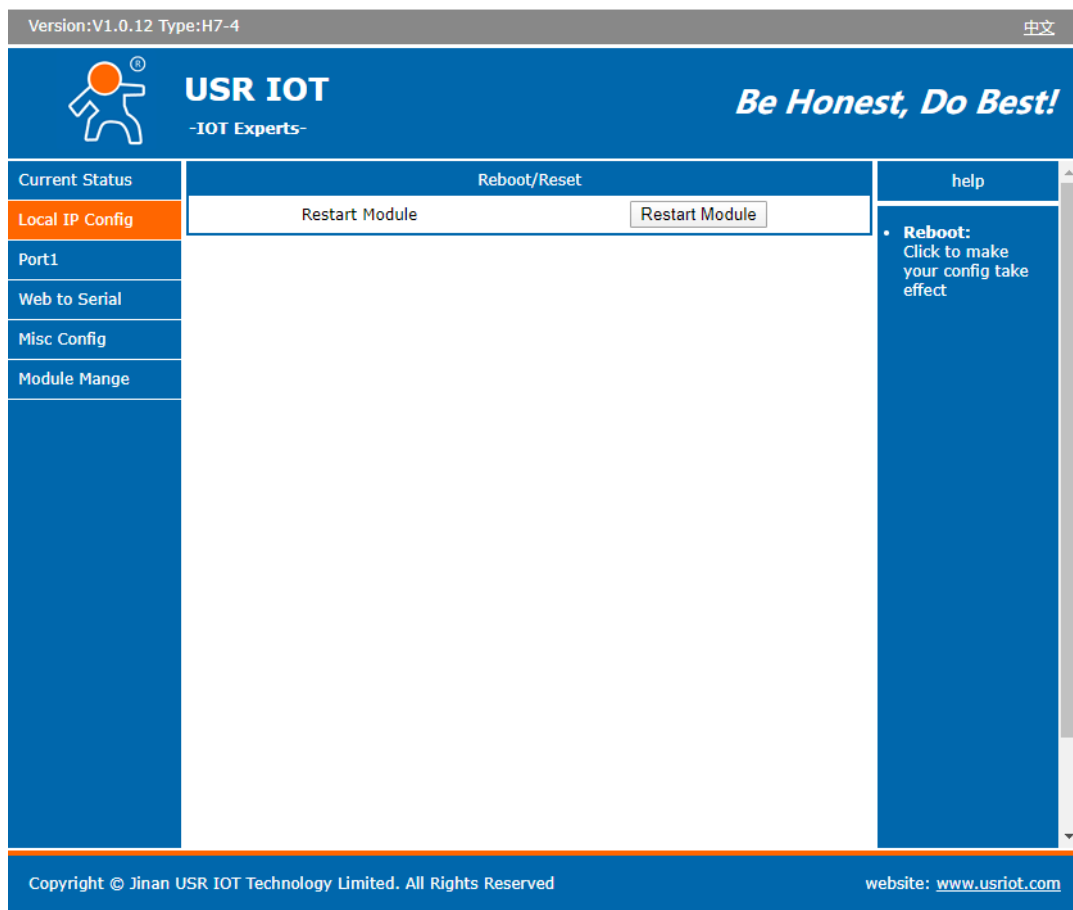 Version:V1.0.12 Type:H7-4
中文
®
USR IOT
-IOT Experts-
Be Honest, Do Best!
Current Status
Local IP Config
Port1
Web to Serial
Misc Config
Module Mange
Reboot/Reset
Restart Module
Restart Module
help
• Reboot:
Click to make
your config take
effect
Copyright © Jinan USR IOT Technology Limited. All Rights Reserved
website: www.usriot.com